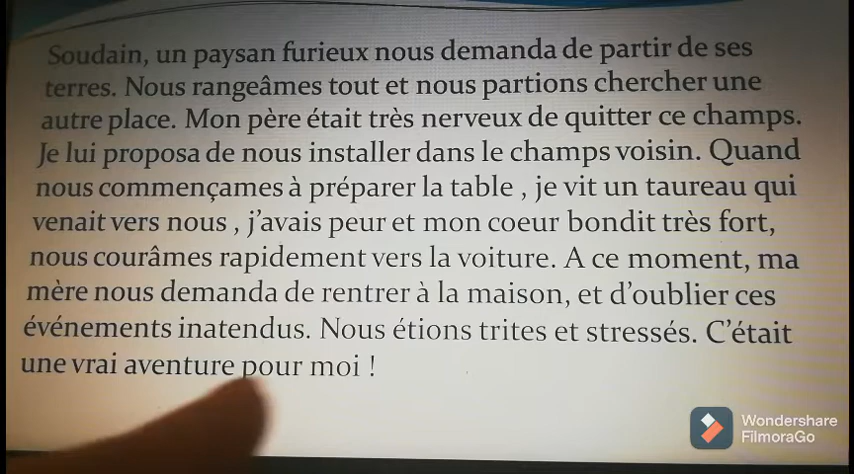 Soudain, un paysan furieux nous demanda de partir de ses
terres. Nous rangeâmes tout et nous partions chercher une
autre place. Mon père était très nerveux de quitter ce champs.
Je lui proposa de nous installer dans le champs voisin. Quand
nous commençames à préparer la table , je vit un taureau qui
venait vers nous , j'avais peur et mon coeur bondit très fort,
nous courâmes rapidement vers la voiture. A ce moment, ma
mère nous demanda de rentrer à la maison, et d'oublier ces
événements inatendus. Nous étions trites et stressés. C'était
une vrai aventure pour moi !
Wondershare
FilmoraGo